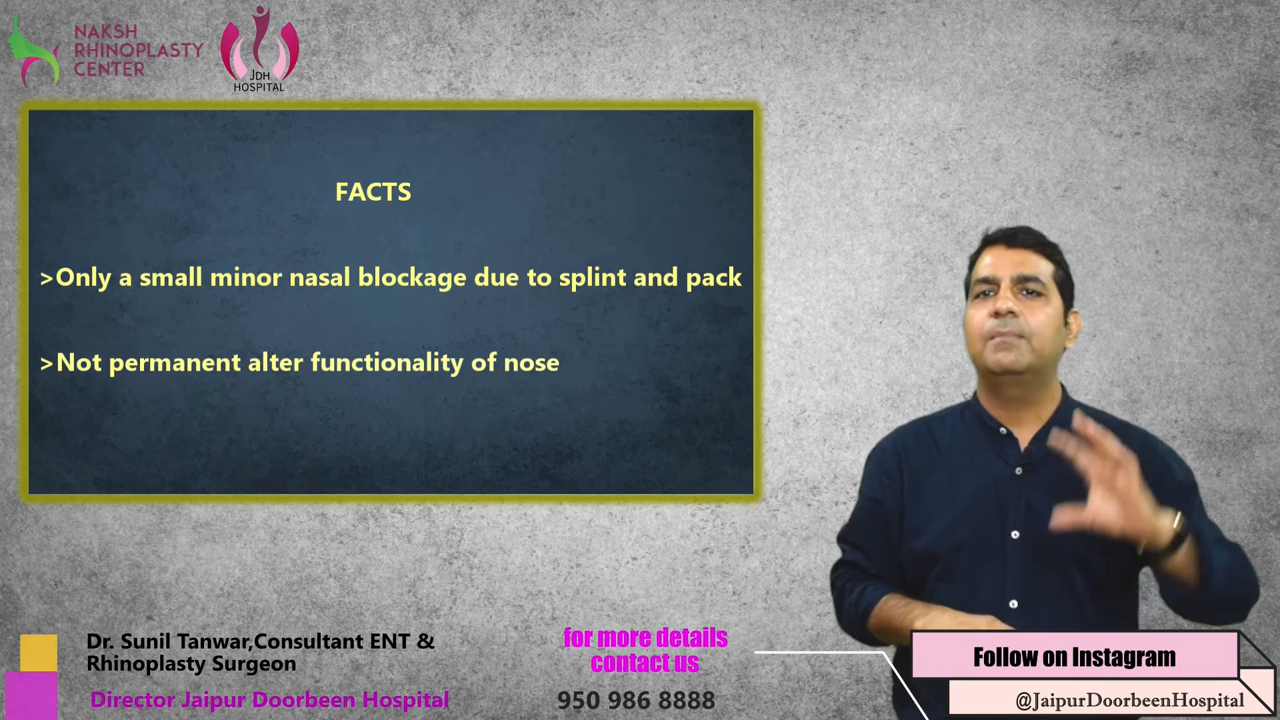 NAKSH
RHINOPLASTY
CENTER
JDH
HOSPITAL
FACTS
>Only a small minor nasal blockage due to splint and pack
>Not permanent alter functionality of nose
Dr. Sunil Tanwar,Consultant ENT &
Rhinoplasty Surgeon
Director Jaipur Doorbeen Hospital
for more details
contact us
950 986 8888
Follow on Instagram
@JaipurDoorbeenHospital